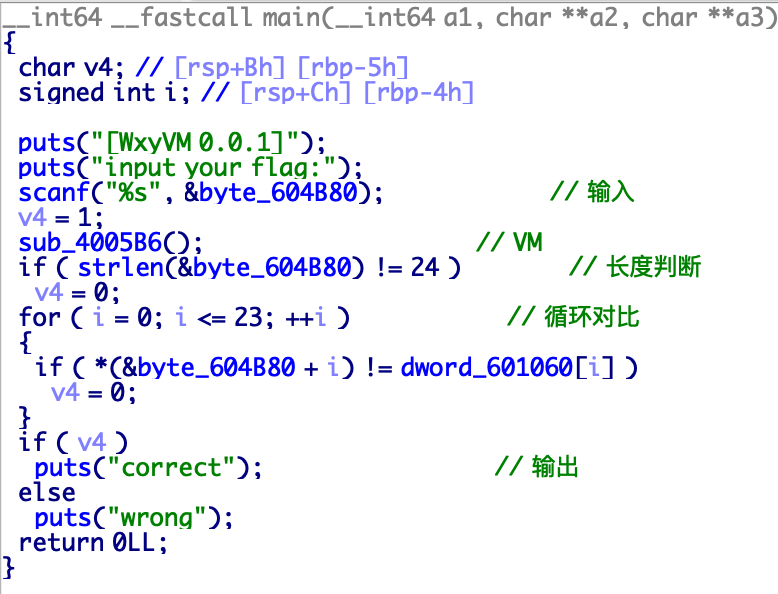 __int64 __fastcall main(__int64 a1, char **a2, char **a3)
{
char v4; // [rsp+Bh] [rbp-5h]
signed int i; // [rsp+Ch] [rbp-4h]
puts("[WxyVM 0.0.1]");
puts("input your flag:");
scanf("%s", &byte_604B80); // 输入
v4 = 1;
sub_4005B6(); // VM
if ( strlen(&byte_604B80) != 24 ) // 长度判断
v4 = 0;
for ( i = 0; i <= 23; ++i ) // 循环对比
{
if ( *(&byte_604B80 + i) != dword_601060[i] )
v4 = 0;
}
if ( v4 )
puts("correct"); // 输出
else
puts("wrong");
return 0LL;
}